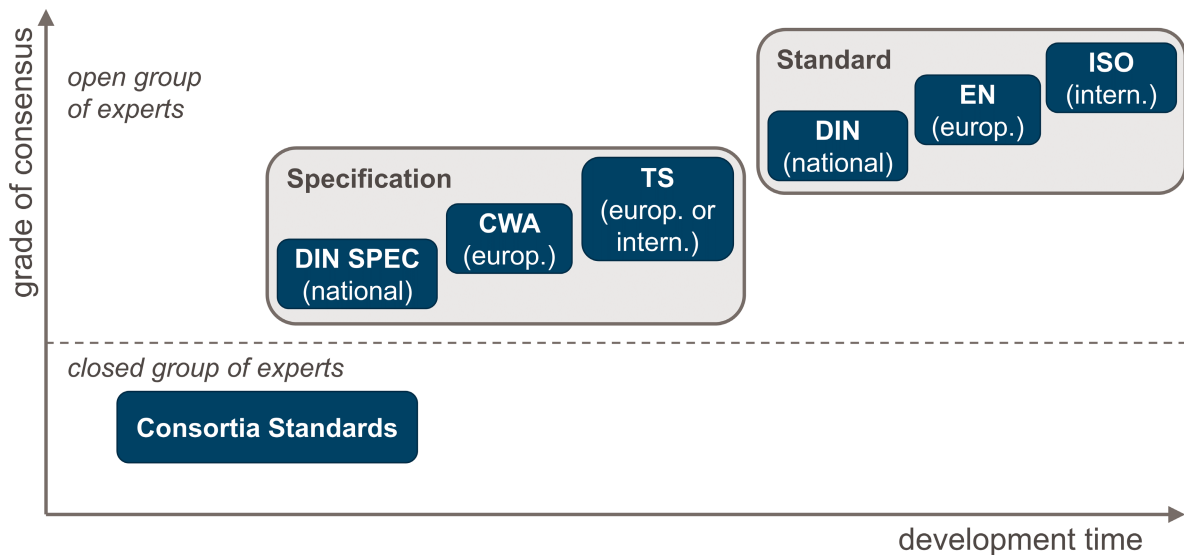 grade of consensus
open group
of experts
Standard
ISO
(intern.)
EN
(europ.)
DIN
(national)
Specification
TS
(europ. or
intern.)
CWA
(europ.)
DIN SPEC
(national)
closed group of experts
Consortia Standards
development time